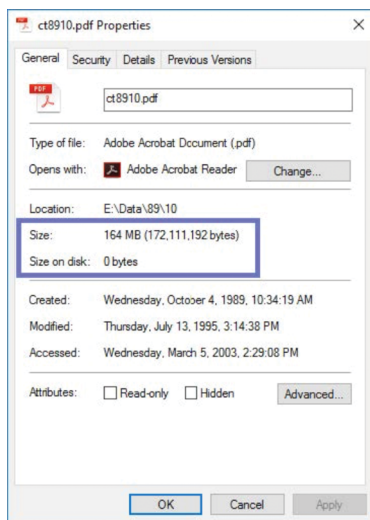 ct8910.pdf Properties
General Security Details Previous Versions
PDF
ct8910.pdf
Type of file: Adobe Acrobat Document (.pdf)
Opens with: Adobe Acrobat Reader Change...
Location: E:\Data\89\10
Size: 164 MB (172,111,192 bytes)
Size on disk: 0 bytes
Created: Wednesday, October 4, 1989, 10:34:19 AM
Modified: Thursday, July 13, 1995, 3:14:38 PM
Accessed: Wednesday, March 5, 2003, 2:29:08 PM
Attributes: Read-only Hidden Advanced...
OK Cancel Apply